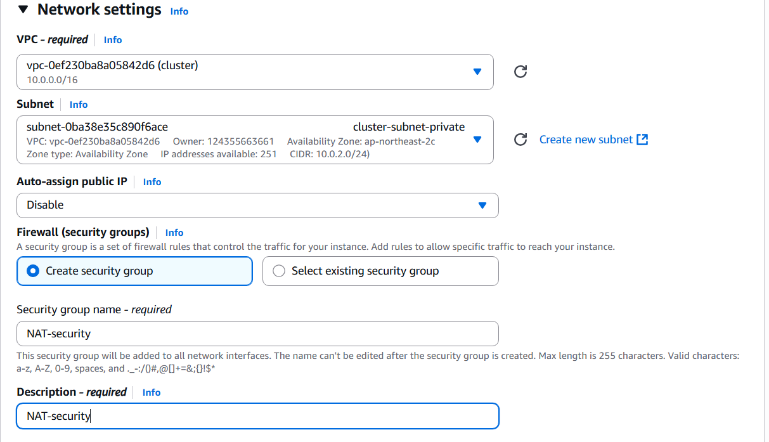 Network settings Info
VPC - required Info
vpc-0ef230ba8a05842d6 (cluster)
10.0.0.0/16
Subnet Info
subnet-0ba38e35c890f6ace cluster-subnet-private
VPC: vpc-0ef230ba8a05842d6 Owner: 124355663661 Availability Zone: ap-northeast-2c
Zone type: Availability Zone IP addresses available: 251 CIDR: 10.0.2.0/24)
Create new subnet
Auto-assign public IP Info
Disable
Firewall (security groups) Info
A security group is a set of firewall rules that control the traffic for your instance. Add rules to allow specific traffic to reach your instance.
Create security group
Select existing security group
Security group name - required
NAT-security
This security group will be added to all network interfaces. The name can't be edited after the security group is created. Max length is 255 characters. Valid characters:
a-z, A-Z, 0-9, spaces, and ._-:/()#,@[]+=&;{}!$*
Description - required Info
NAT-security